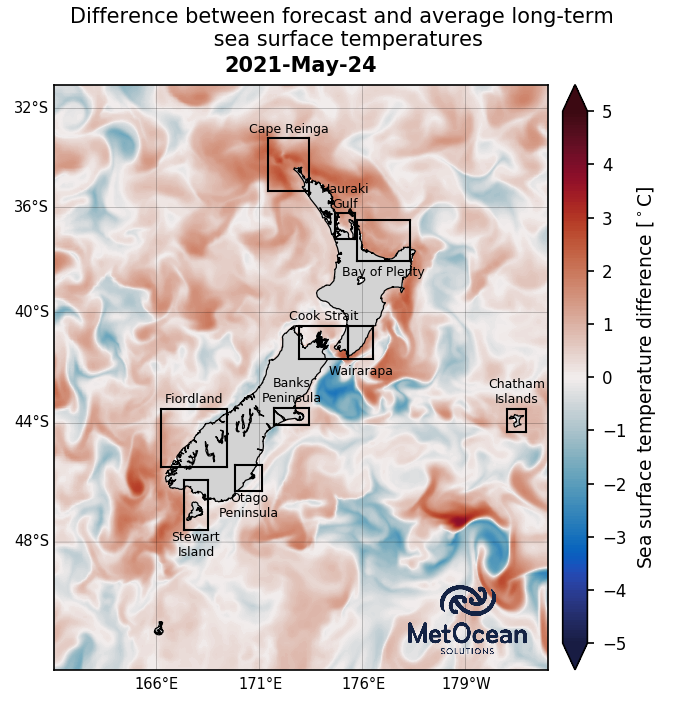 Difference between forecast and average long-term
sea surface temperatures
2021-May-24
32°S
36°S
40°S
44°S
48°S
166°E
171°E
176°E
179°W
Cape Reinga
Hauraki
Gulf
Bay of Plenty
Cook Strait
Wairarapa
Banks
Peninsula
Fiordland
Chatham
Islands
Otago
Peninsula
Stewart
Island
MetOcean
SOLUTIONS
5
4
3
2
1
0
−1
−2
−3
−4
−5
Sea surface temperature difference [°C]